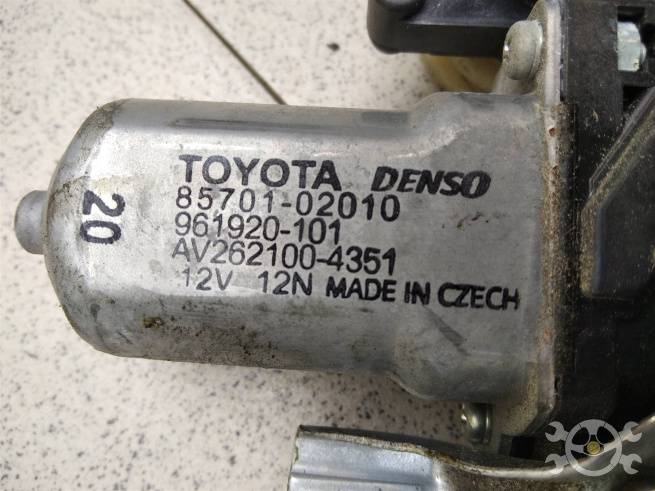 TOYOTA DENSO
85701-02010
961920-101
AV262100-4351
12V 12N MADE IN CZECH
20